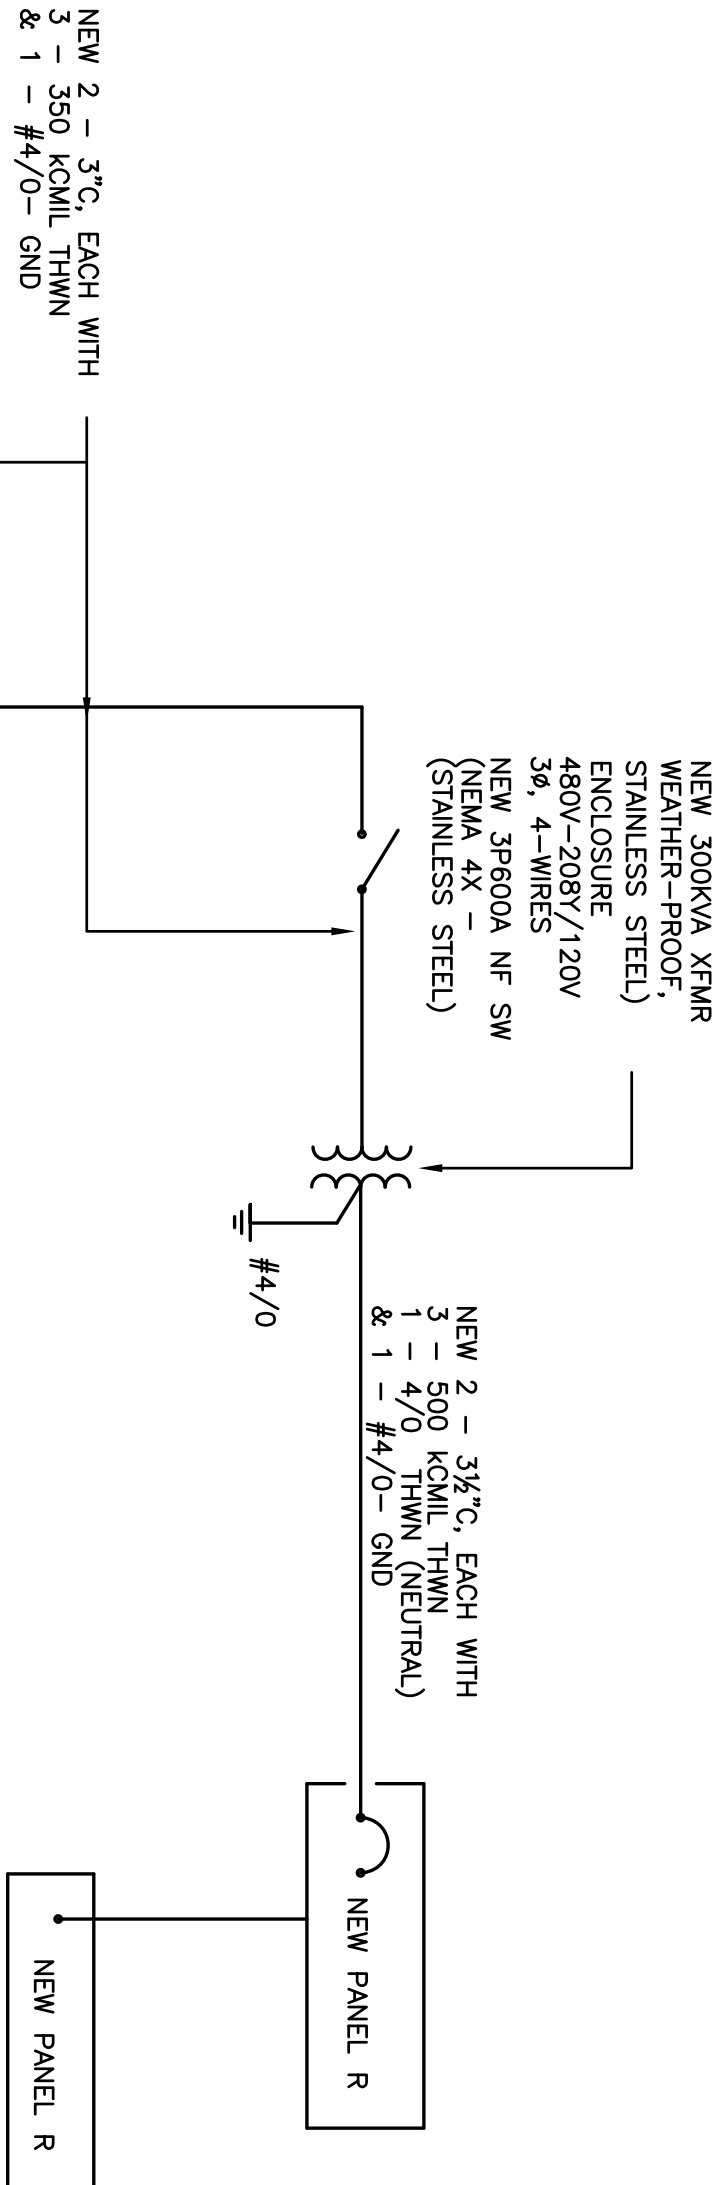 NEW 2 - 3"C, EACH WITH
3 - 350 kCMIL THWN
& 1 - #4/0- GND
NEW 300KVA XFMR
WEATHER-PROOF,
STAINLESS STEEL)
ENCLOSURE
480V-208Y/120V
3ø, 4-WIRES
NEW 3P600A NF SW
(NEMA 4X -
(STAINLESS STEEL)
#4/0
NEW 2 - 3½"C, EACH WITH
3 - 500 kCMIL THWN
1 - 4/0 THWN (NEUTRAL)
& 1 - #4/0- GND
NEW PANEL R
NEW PANEL R